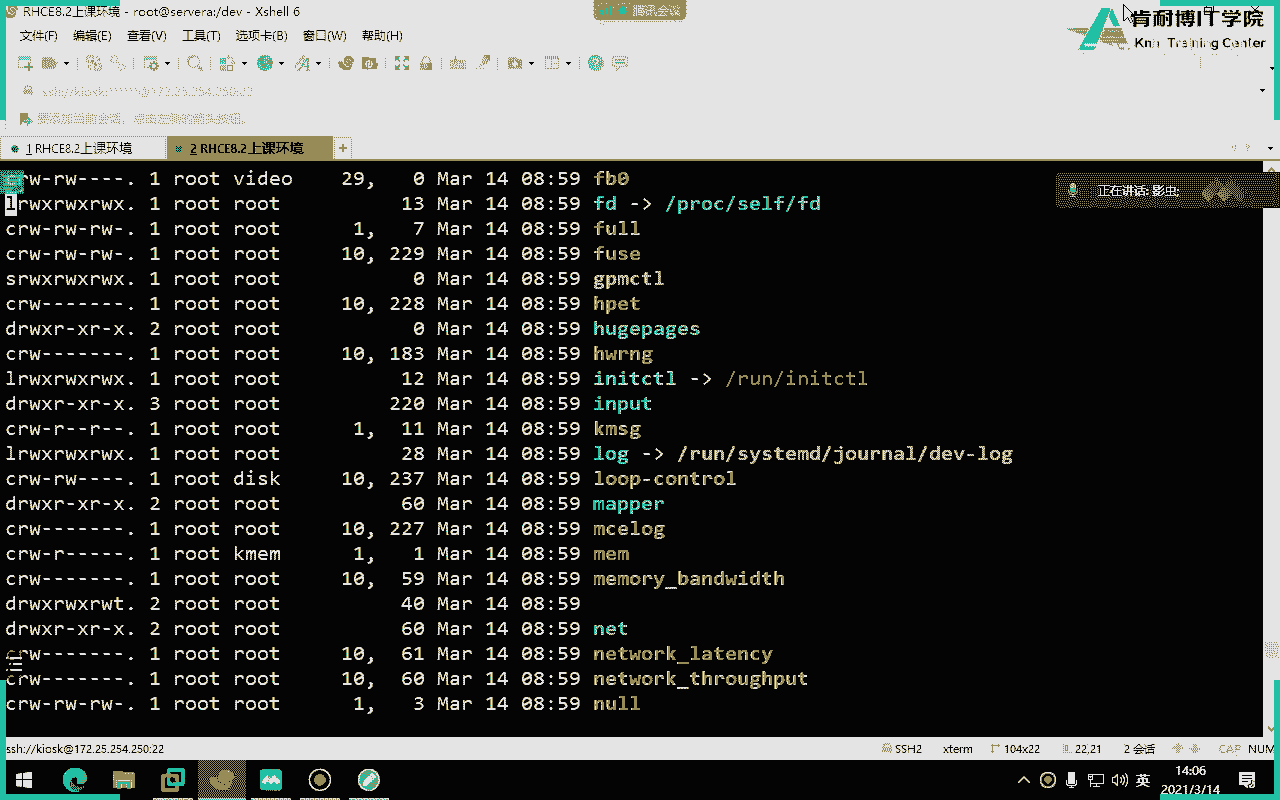 RHCE8.2上课环境 - root@servera:/dev - Xshell 6
腾讯会议
肯耐博IT学院
Training Center
文件(F) 编辑(E) 查看(V) 工具(T) 选项卡(B) 窗口(W) 帮助(H)
1 RHCE8.2上课环境 2 RHCE8.2上课环境 +
crw-rw----. 1 root video 29, 0 Mar 14 08:59 fb0
正在讲话: 影虫;
lrwxrwxrwx. 1 root root 13 Mar 14 08:59 fd -> /proc/self/fd
crw-rw-rw-. 1 root root 1, 7 Mar 14 08:59 full
crw-rw-rw-. 1 root root 10, 229 Mar 14 08:59 fuse
srwxrwxrwx. 1 root root 0 Mar 14 08:59 gpmctl
crw-------. 1 root root 10, 228 Mar 14 08:59 hpet
drwxr-xr-x. 2 root root 0 Mar 14 08:59 hugepages
crw-------. 1 root root 10, 183 Mar 14 08:59 hwrng
lrwxrwxrwx. 1 root root 12 Mar 14 08:59 initctl -> /run/initctl
drwxr-xr-x. 3 root root 220 Mar 14 08:59 input
crw-r--r--. 1 root root 1, 11 Mar 14 08:59 kmsg
lrwxrwxrwx. 1 root root 28 Mar 14 08:59 log -> /run/systemd/journal/dev-log
crw-rw----. 1 root disk 10, 237 Mar 14 08:59 loop-control
drwxr-xr-x. 2 root root 60 Mar 14 08:59 mapper
crw-------. 1 root root 10, 227 Mar 14 08:59 mcelog
crw-r-----. 1 root kmem 1, 1 Mar 14 08:59 mem
crw-------. 1 root root 10, 59 Mar 14 08:59 memory_bandwidth
drwxrwxrwt. 2 root root 40 Mar 14 08:59
drwxr-xr-x. 2 root root 60 Mar 14 08:59 net
crw-------. 1 root root 10, 61 Mar 14 08:59 network_latency
crw-------. 1 root root 10, 60 Mar 14 08:59 network_throughput
crw-rw-rw-. 1 root root 1, 3 Mar 14 08:59 null
ssh://kiosk@172.25.254.250:22 SSH2 xterm 104x22 22,21 2 会话 CAP NUM
英 14:06
2021/3/14